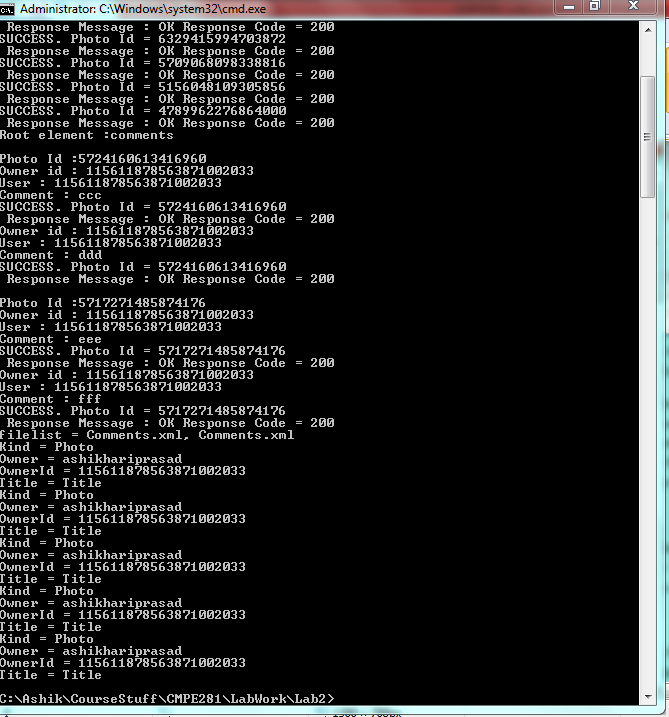 Administrator: C:\Windows\system32\cmd.exe
Response Message : OK Response Code = 200
SUCCESS. Photo Id = 6329415994703872
Response Message : OK Response Code = 200
SUCCESS. Photo Id = 5709068098338816
Response Message : OK Response Code = 200
SUCCESS. Photo Id = 5156048109305856
Response Message : OK Response Code = 200
SUCCESS. Photo Id = 4789962276864000
Response Message : OK Response Code = 200
Root element :comments
Photo Id :5724160613416960
Owner id : 115611878563871002033
User : 115611878563871002033
Comment : ccc
SUCCESS. Photo Id = 5724160613416960
Response Message : OK Response Code = 200
Owner id : 115611878563871002033
User : 115611878563871002033
Comment : ddd
SUCCESS. Photo Id = 5724160613416960
Response Message : OK Response Code = 200
Photo Id :5717271485874176
Owner id : 115611878563871002033
User : 115611878563871002033
Comment : eee
SUCCESS. Photo Id = 5717271485874176
Response Message : OK Response Code = 200
Owner id : 115611878563871002033
User : 115611878563871002033
Comment : fff
SUCCESS. Photo Id = 5717271485874176
Response Message : OK Response Code = 200
filelist = Comments.xml, Comments.xml
Kind = Photo
Owner = ashikhariprasad
OwnerId = 115611878563871002033
Title = Title
Kind = Photo
Owner = ashikhariprasad
OwnerId = 115611878563871002033
Title = Title
Kind = Photo
Owner = ashikhariprasad
OwnerId = 115611878563871002033
Title = Title
Kind = Photo
Owner = ashikhariprasad
OwnerId = 115611878563871002033
Title = Title
Kind = Photo
Owner = ashikhariprasad
OwnerId = 115611878563871002033
Title = Title
C:\Ashik\CourseStuff\CMPE281\LabWork\Lab2>